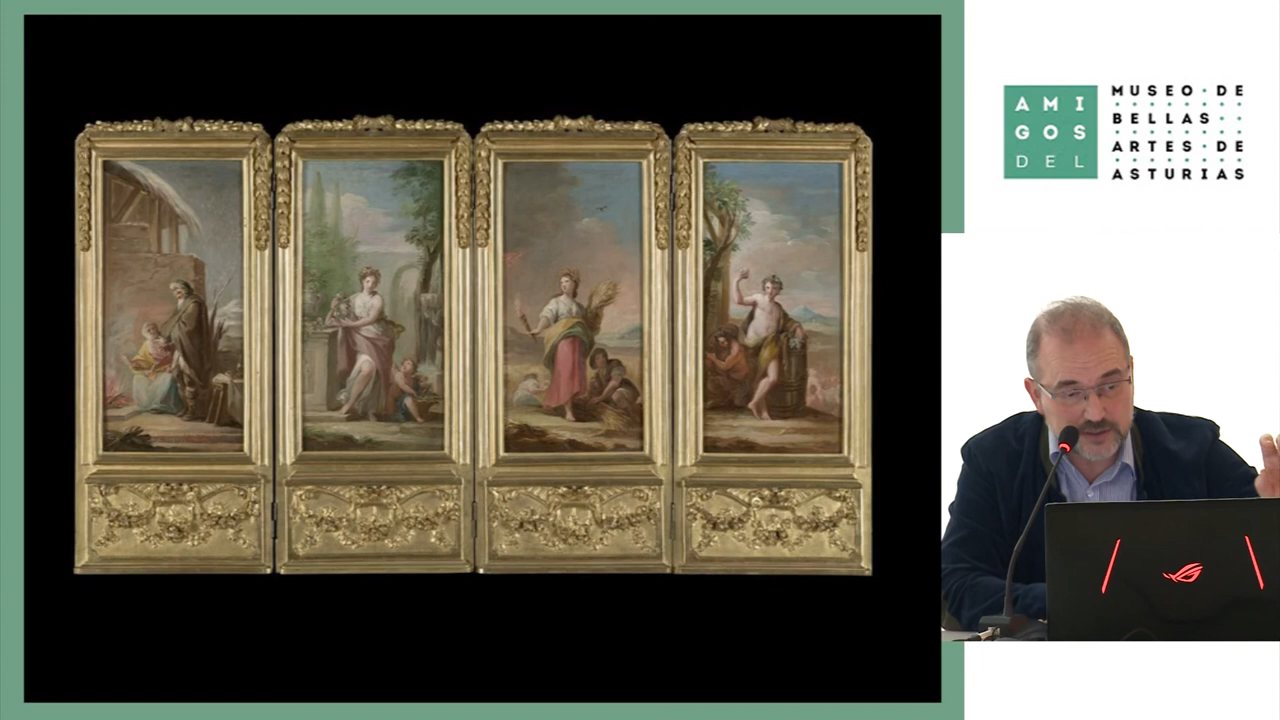 AMI
GOS
DEL
MUSEO DE
BELLAS
ARTES DE
ASTURIAS